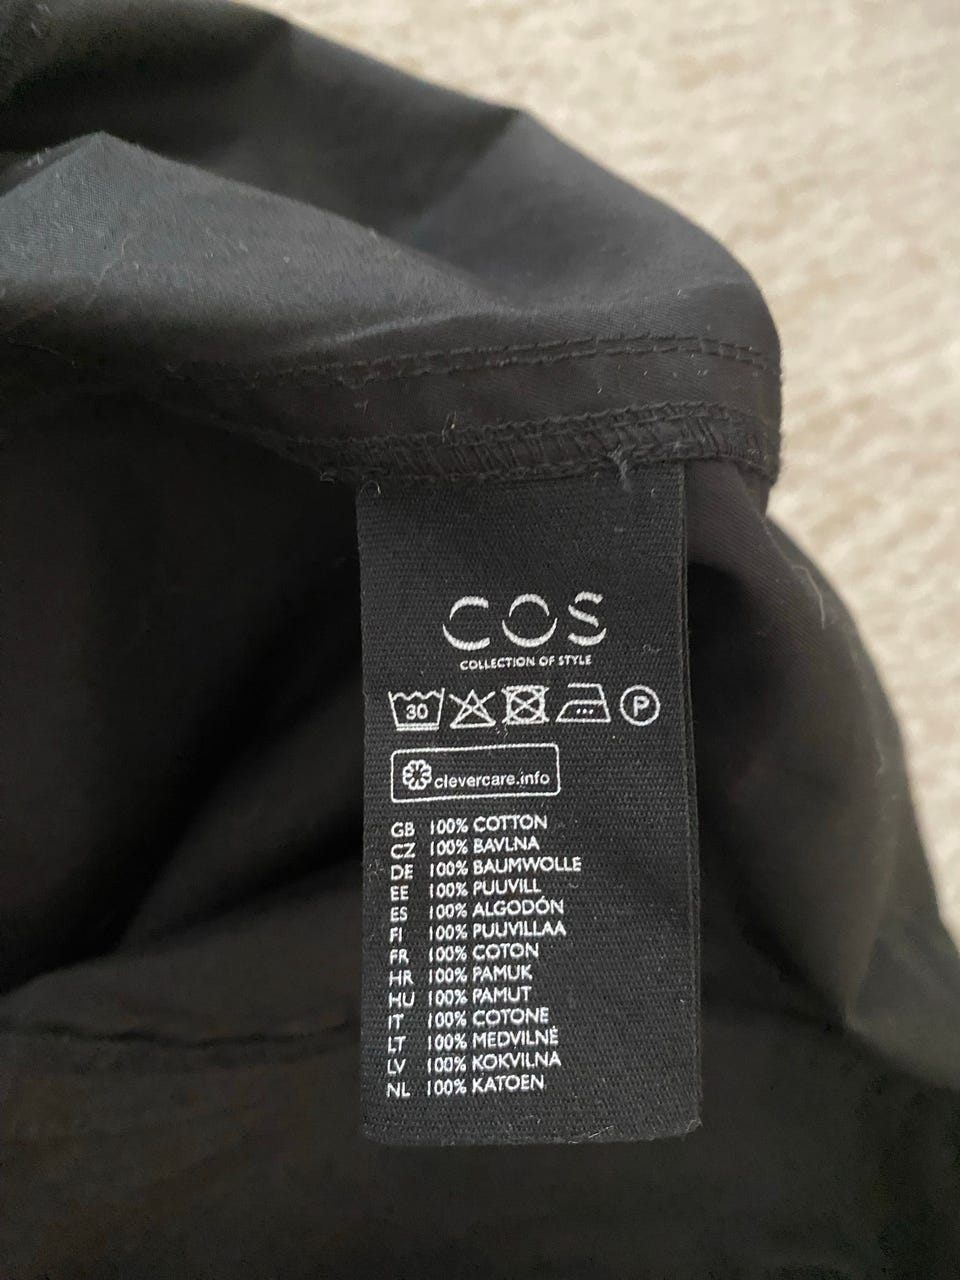 COS
COLLECTION OF STYLE
30 P
clevercare.info
GB 100% COTTON
CZ 100% BAVLNA
DE 100% BAUMWOLLE
EE 100% PUUVILL
ES 100% ALGODÓN
FI 100% PUUVILLAA
FR 100% COTON
HR 100% PAMUK
HU 100% PAMUT
IT 100% COTONE
LT 100% MEDVILNĖ
LV 100% KOKVILNA
NL 100% KATOEN